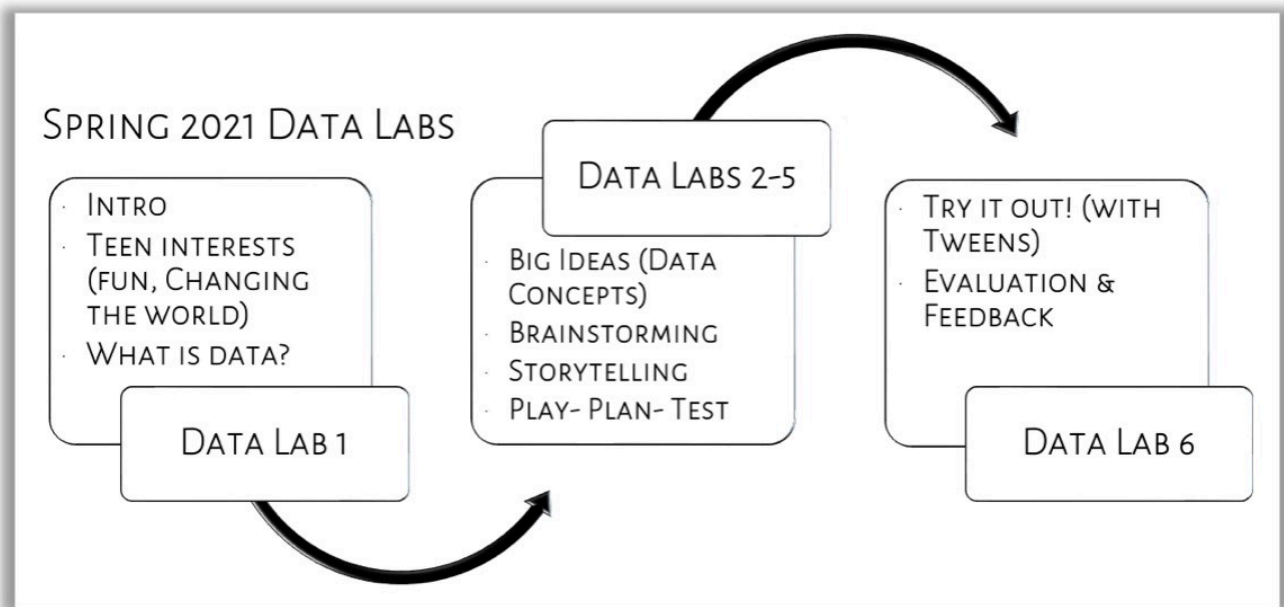 Spring 2021 Data Labs
· Intro
· Teen interests
(fun, Changing
the world)
· What is data?
Data Lab 1
Data Labs 2-5
· Big Ideas (Data
Concepts)
· Brainstorming
· Storytelling
· Play- Plan- Test
· Try it out! (with
Tweens)
· Evaluation &
Feedback
Data Lab 6